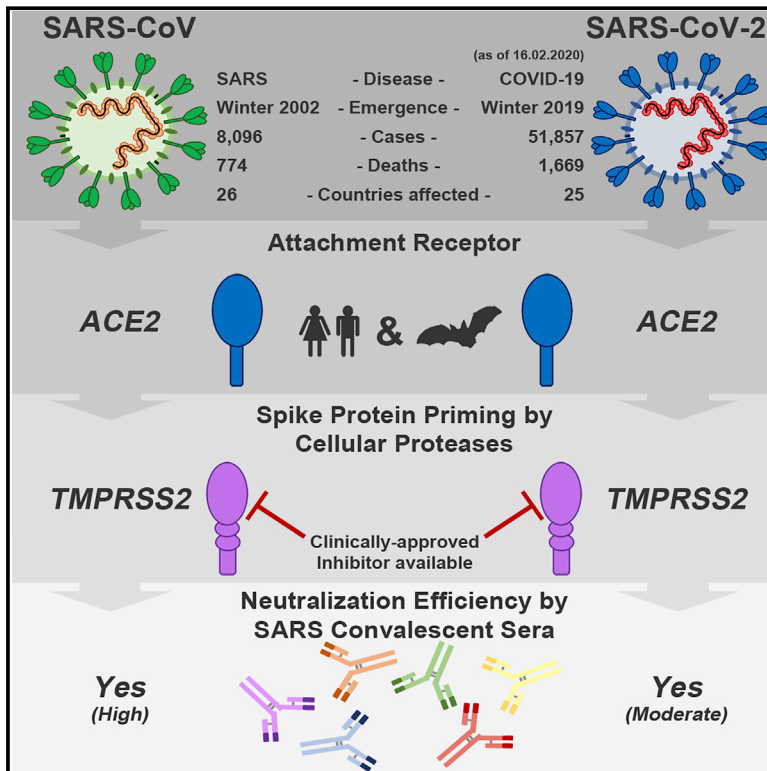 SARS-CoV
SARS-CoV-2
(as of 16.02.2020)
SARS - Disease - COVID-19
Winter 2002 - Emergence - Winter 2019
8,096 - Cases - 51,857
774 - Deaths - 1,669
26 - Countries affected - 25
Attachment Receptor
ACE2 & ACE2
Spike Protein Priming by
Cellular Proteases
TMPRSS2 TMPRSS2
Clinically-approved
Inhibitor available
Neutralization Efficiency by
SARS Convalescent Sera
Yes Yes
(High) (Moderate)